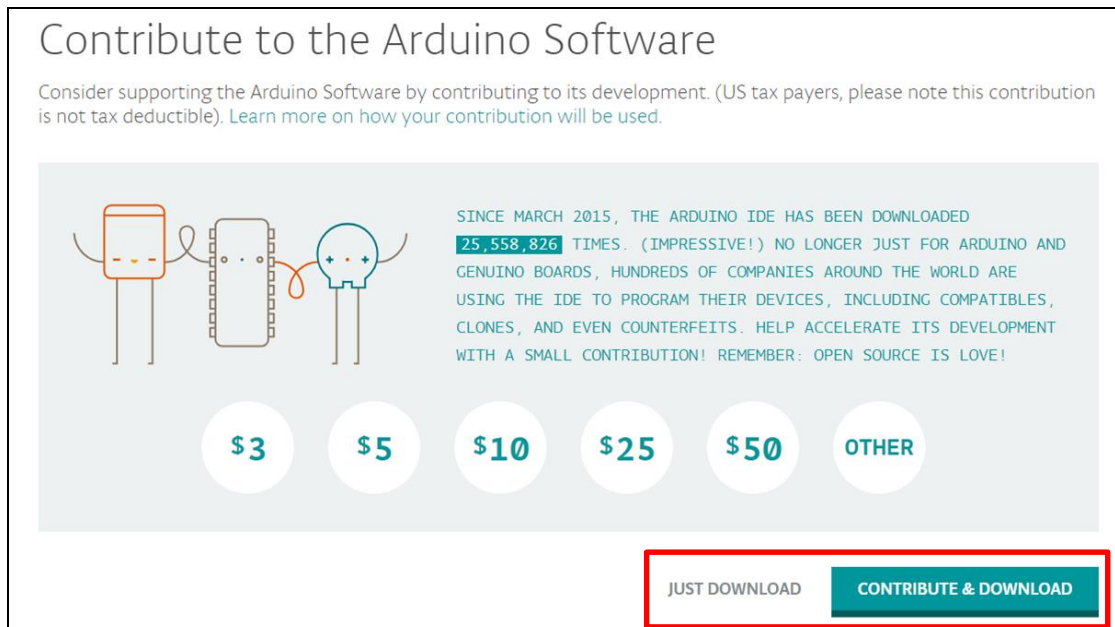 Contribute to the Arduino Software
Consider supporting the Arduino Software by contributing to its development. (US tax payers, please note this contribution
is not tax deductible). Learn more on how your contribution will be used.
SINCE MARCH 2015, THE ARDUINO IDE HAS BEEN DOWNLOADED
25,558,826 TIMES. (IMPRESSIVE!) NO LONGER JUST FOR ARDUINO AND
GENUINO BOARDS, HUNDREDS OF COMPANIES AROUND THE WORLD ARE
USING THE IDE TO PROGRAM THEIR DEVICES, INCLUDING COMPATIBLES,
CLONES, AND EVEN COUNTERFEITS. HELP ACCELERATE ITS DEVELOPMENT
WITH A SMALL CONTRIBUTION! REMEMBER: OPEN SOURCE IS LOVE!
$3 $5 $10 $25 $50 OTHER
JUST DOWNLOAD CONTRIBUTE & DOWNLOAD